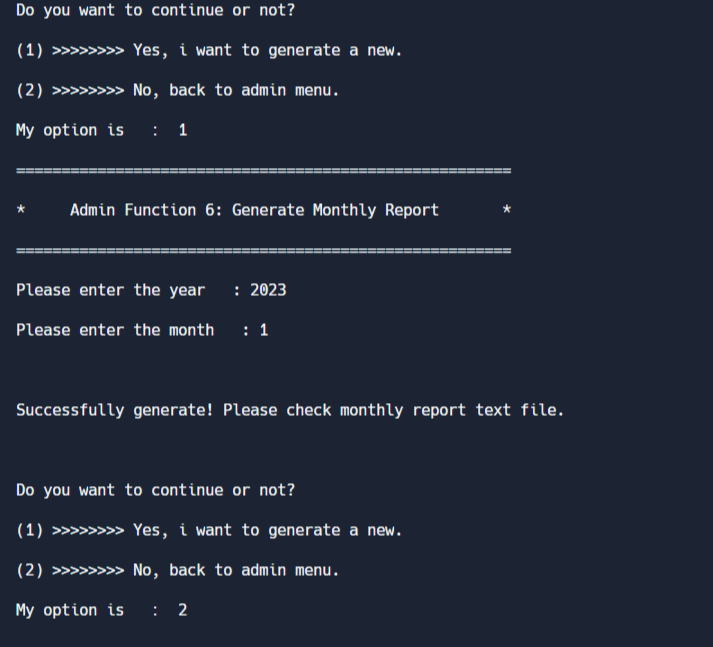 Do you want to continue or not?
(1) >>>>>>>> Yes, i want to generate a new.
(2) >>>>>>>> No, back to admin menu.
My option is   :  1
=======================================================
*     Admin Function 6: Generate Monthly Report       *
=======================================================
Please enter the year   : 2023
Please enter the month   : 1
Successfully generate! Please check monthly report text file.
Do you want to continue or not?
(1) >>>>>>>> Yes, i want to generate a new.
(2) >>>>>>>> No, back to admin menu.
My option is   :  2